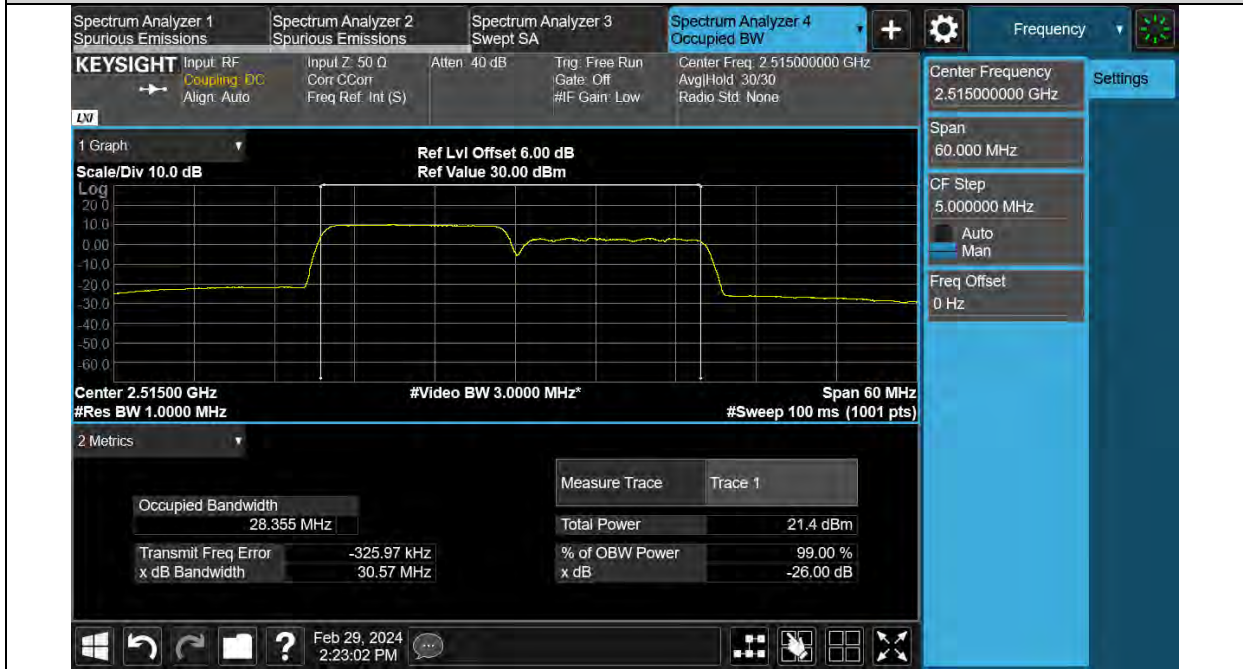 Spectrum Analyzer 1
Spurious Emissions
Spectrum Analyzer 2
Spurious Emissions
Spectrum Analyzer 3
Swept SA
Spectrum Analyzer 4
Occupied BW
Frequency
KEYSIGHT
Input: RF
Coupling: DC
Align: Auto
Input Z: 50 Ω
Corr CCorr
Freq Ref: Int (S)
Atten: 40 dB
Trig: Free Run
Gate: Off
#IF Gain: Low
Center Freq: 2.515000000 GHz
Avg|Hold: 30/30
Radio Std: None
LXI
Center Frequency
2.515000000 GHz
Settings
Span
60.000 MHz
CF Step
5.000000 MHz
Auto
Man
Freq Offset
0 Hz
1 Graph
Scale/Div 10.0 dB
Ref Lvl Offset 6.00 dB
Ref Value 30.00 dBm
Log
20.0
10.0
0.00
-10.0
-20.0
-30.0
-40.0
-50.0
-60.0
Center 2.51500 GHz
#Video BW 3.0000 MHz*
Span 60 MHz
#Res BW 1.0000 MHz
#Sweep 100 ms (1001 pts)
2 Metrics
Measure Trace
Trace 1
Occupied Bandwidth
28.355 MHz
Total Power
21.4 dBm
Transmit Freq Error
-325.97 kHz
% of OBW Power
99.00 %
x dB Bandwidth
30.57 MHz
x dB
-26.00 dB
?
Feb 29, 2024
2:23:02 PM